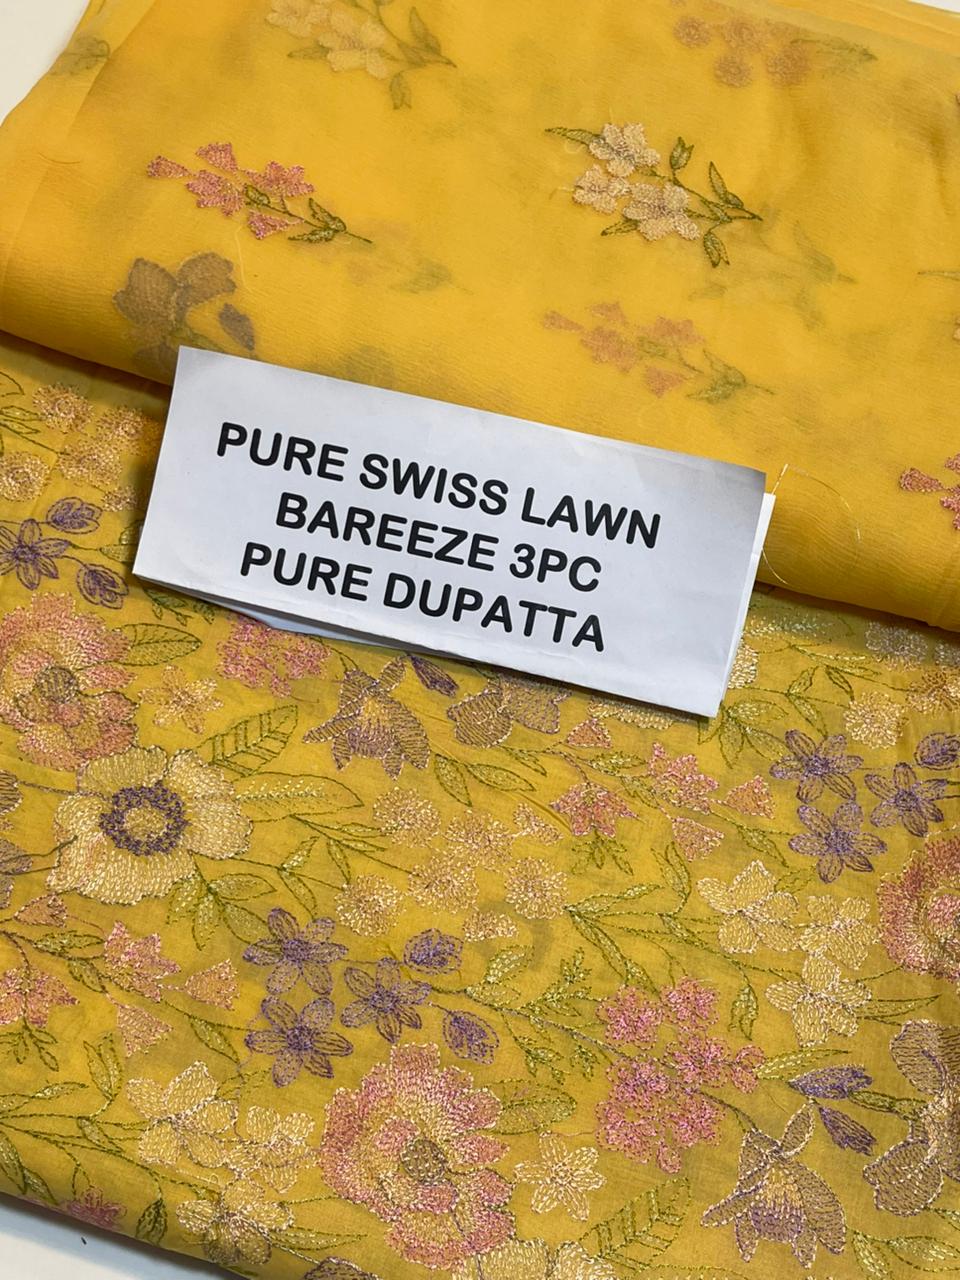 PURE SWISS LAWN
BAREEZE 3PC
PURE DUPATTA